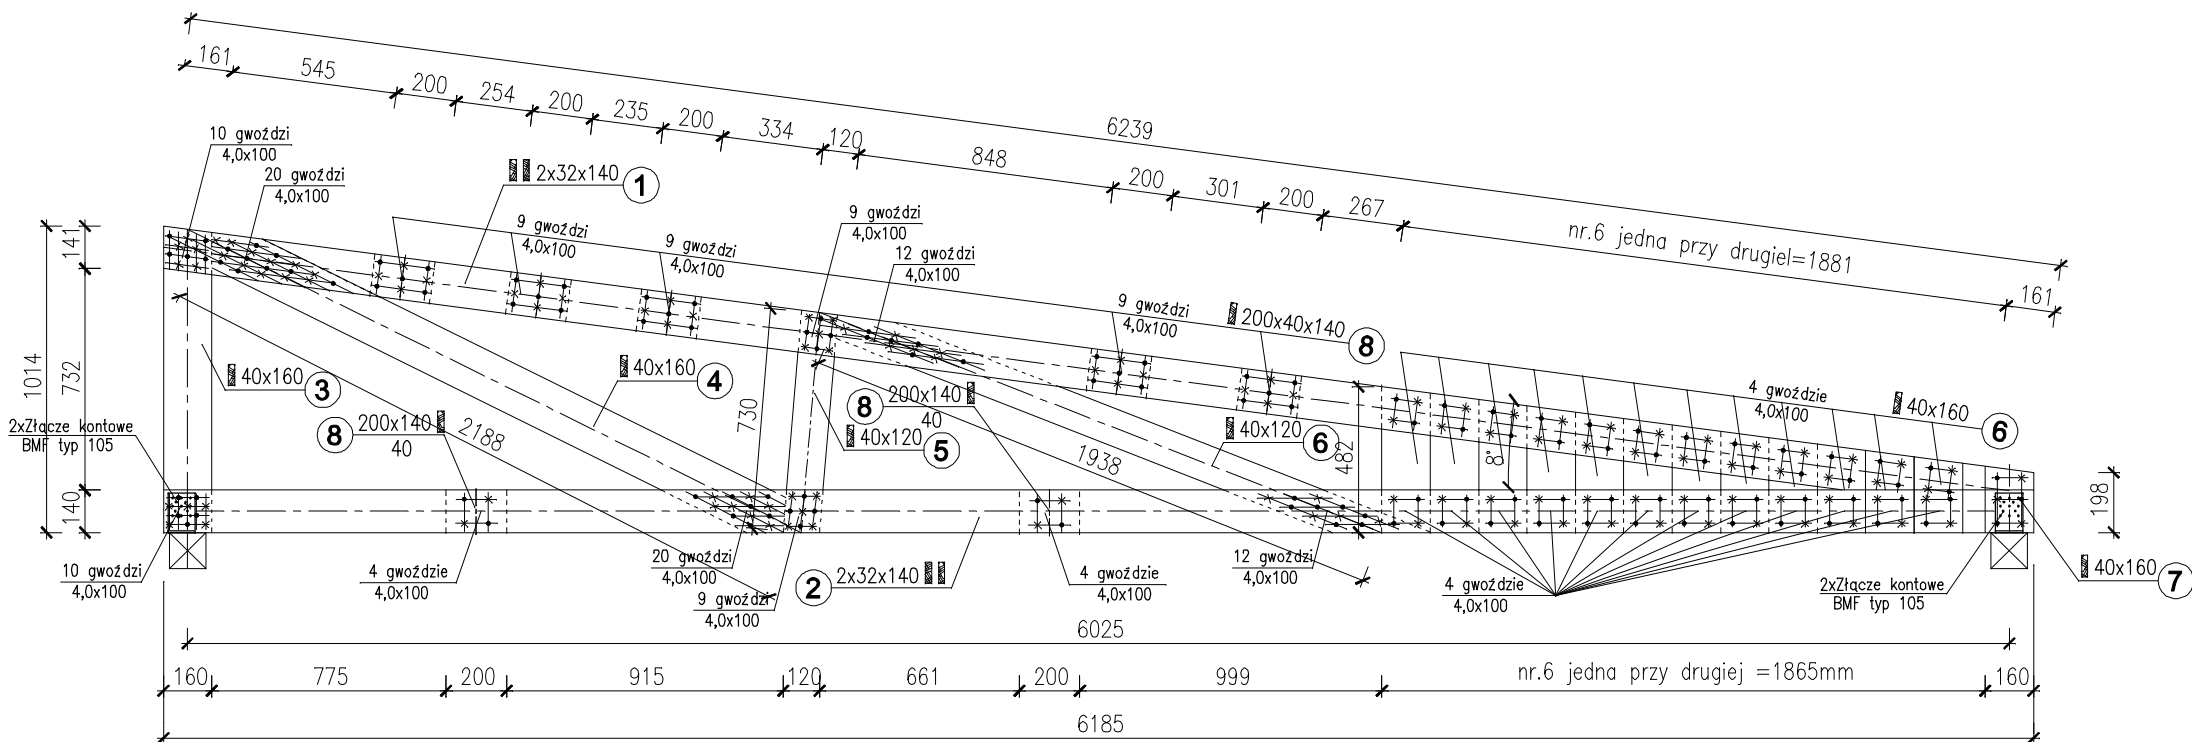 161
545
200
254
200
235
200
334
120
848
200
301
200
267
6239
nr.6 jedna przy drugiel=1881
161
10 gwoździ
4,0x100
20 gwoździ
4,0x100
2x32x140 1
9 gwoździ
4,0x100
9 gwoździ
4,0x100
9 gwoździ
4,0x100
12 gwoździ
4,0x100
9 gwoździ
4,0x100
200x40x140 8
4 gwoździe
4,0x100
40x160 6
1014
141
732
140
40x160 3
40x160 4
2xZłącze kontowe
BMF typ 105
8 200x140
40
2188
730
8 200x140
40
40x120 5
40x120 6
1938
482
8°
198
10 gwoździ
4,0x100
4 gwoździe
4,0x100
20 gwoździ
4,0x100
9 gwoździ
4,0x100
2 2x32x140
4 gwoździe
4,0x100
12 gwoździ
4,0x100
4 gwoździe
4,0x100
2xZłącze kontowe
BMF typ 105
40x160 7
6025
160
775
200
915
120
661
200
999
nr.6 jedna przy drugiej =1865mm
160
6185